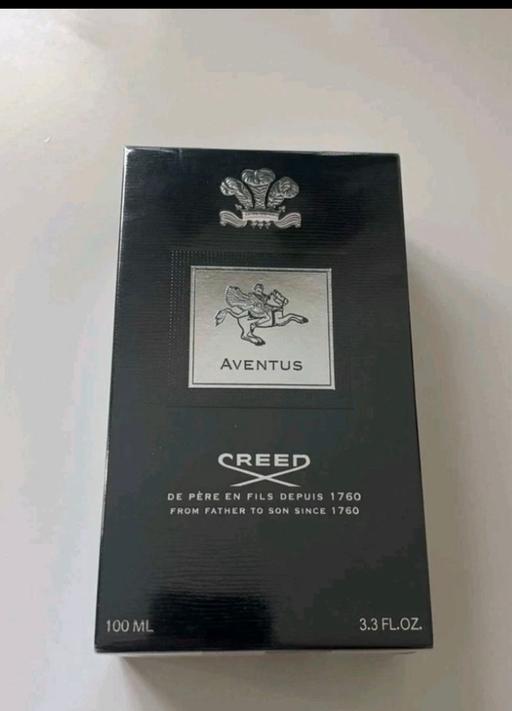 AVENTUS
CREED
DE PÈRE EN FILS DEPUIS 1760
FROM FATHER TO SON SINCE 1760
100 ML
3.3 FL.OZ.